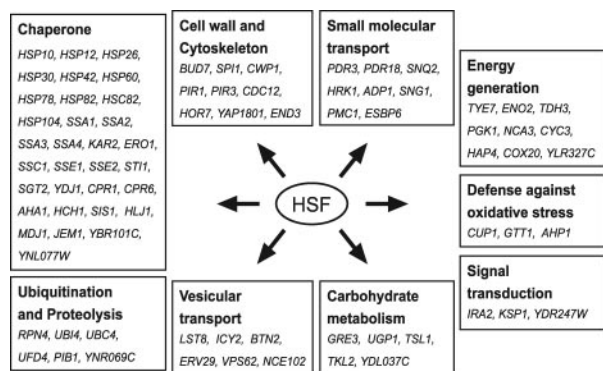 Chaperone
HSP10, HSP12, HSP26,
HSP30, HSP42, HSP60,
HSP78, HSP82, HSC82,
HSP104, SSA1, SSA2,
SSA3, SSA4, KAR2, ERO1,
SSC1, SSE1, SSE2, STI1,
SGT2, YDJ1, CPR1, CPR6,
AHA1, HCH1, SIS1, HLJ1,
MDJ1, JEM1, YBR101C,
YNL077W
Cell wall and
Cytoskeleton
BUD7, SPI1, CWP1,
PIR1, PIR3, CDC12,
HOR7, YAP1801, END3
Small molecular
transport
PDR3, PDR18, SNQ2,
HRK1, ADP1, SNG1,
PMC1, ESBP6
Energy
generation
TYE7, ENO2, TDH3,
PGK1, NCA3, CYC3,
HAP4, COX20, YLR327C
HSF
Defense against
oxidative stress
CUP1, GTT1, AHP1
Signal
transduction
IRA2, KSP1, YDR247W
Ubiquitination
and Proteolysis
RPN4, UBI4, UBC4,
UFD4, PIB1, YNR069C
Vesicular
transport
LST8, ICY2, BTN2,
ERV29, VPS62, NCE102
Carbohydrate
metabolism
GRE3, UGP1, TSL1,
TKL2, YDL037C